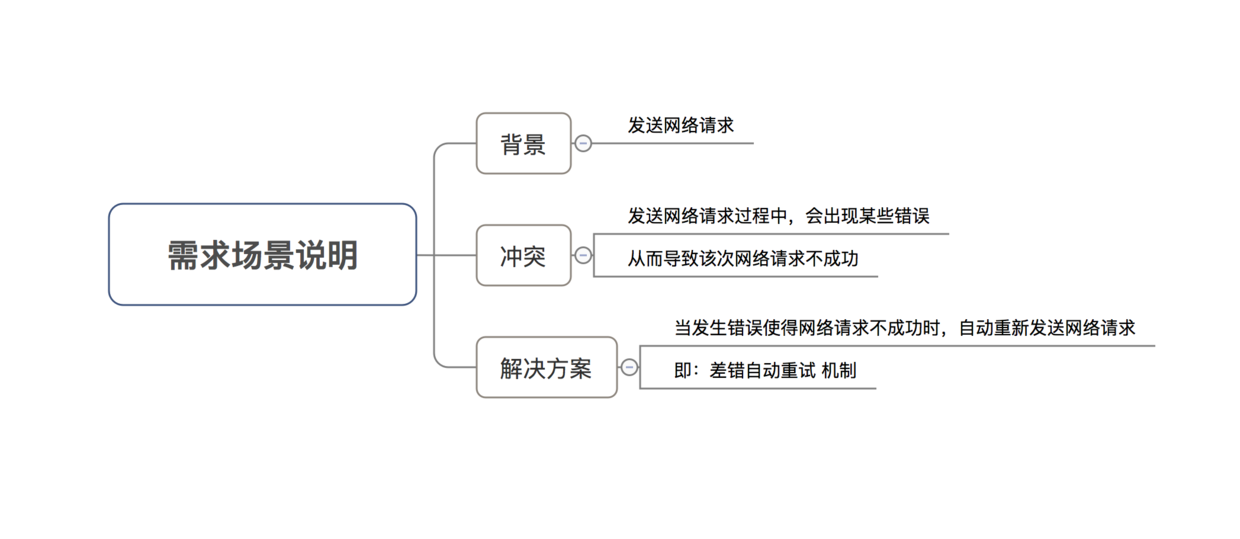 需求场景说明
背景
发送网络请求
冲突
发送网络请求过程中，会出现某些错误
从而导致该次网络请求不成功
解决方案
当发生错误使得网络请求不成功时，自动重新发送网络请求
即：差错自动重试 机制